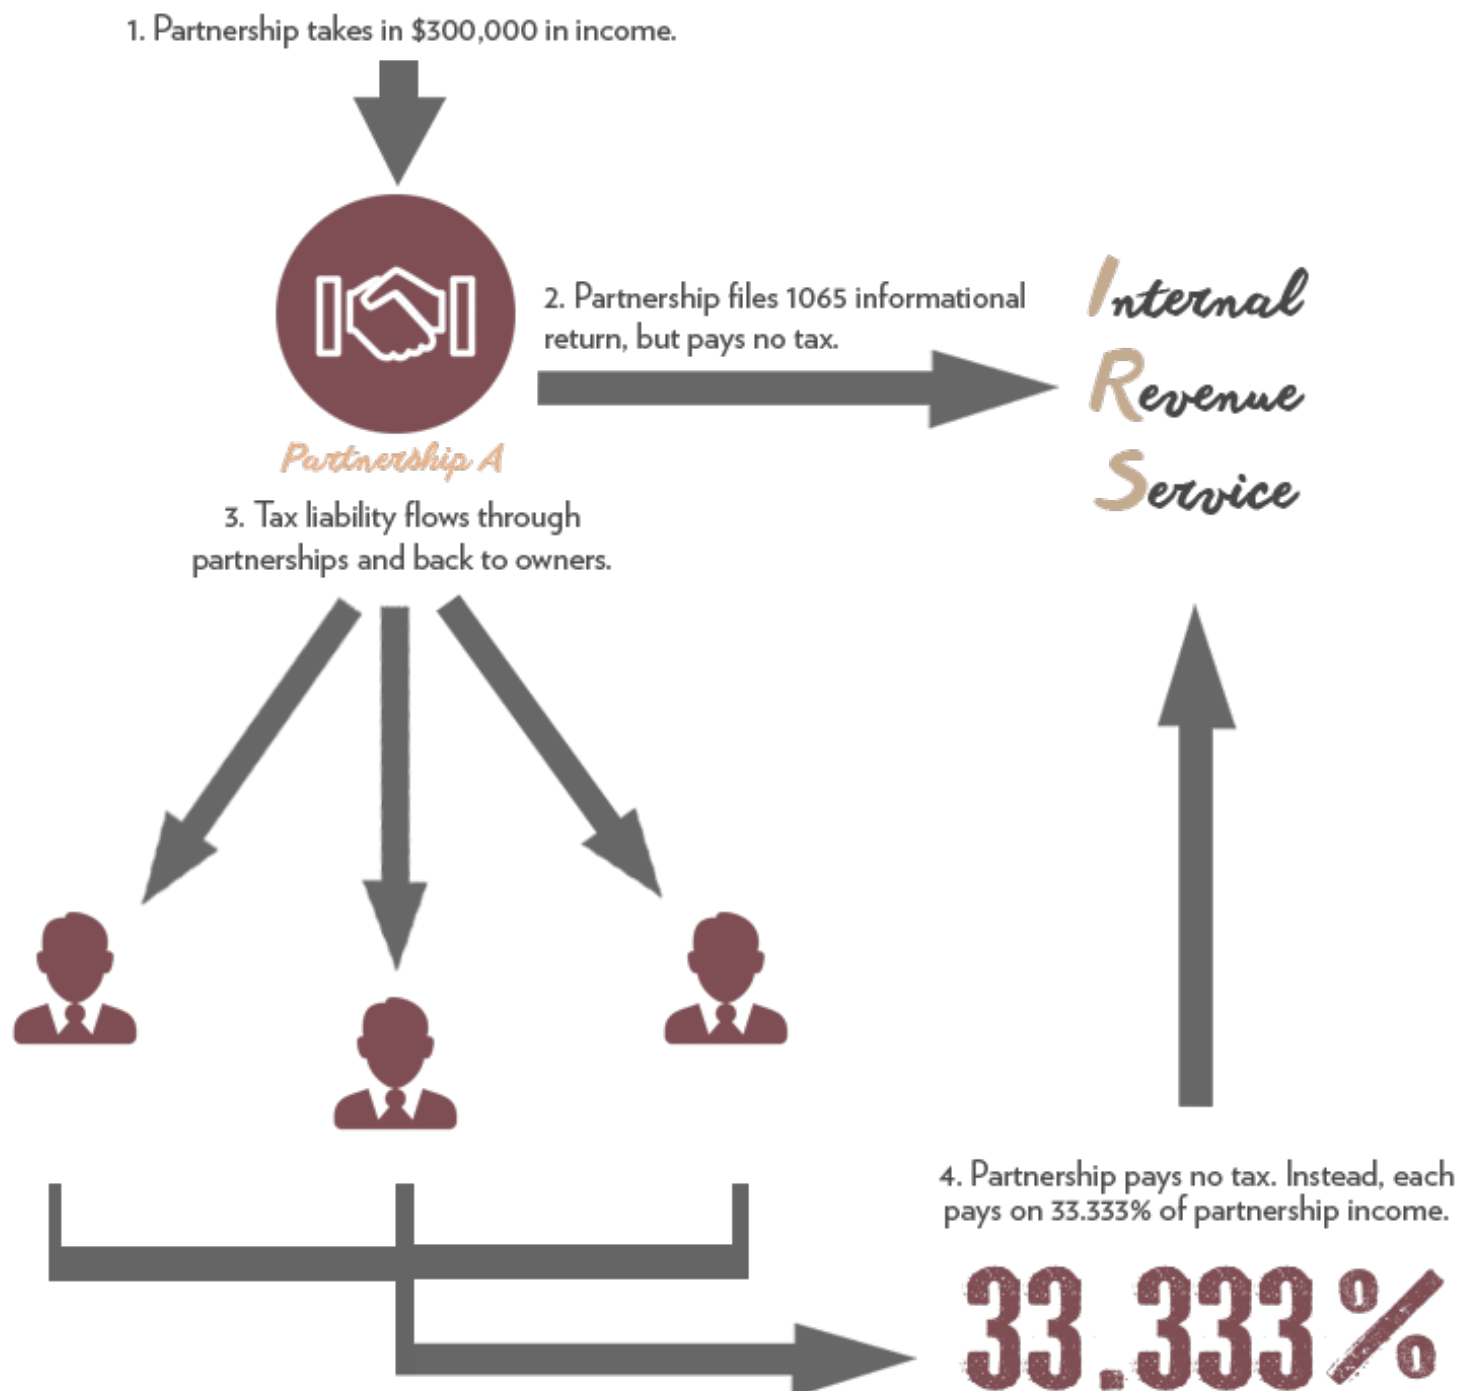 1. Partnership takes in $300,000 in income.
2. Partnership files 1065 informational
return, but pays no tax.
Internal
Revenue
Service
Partnership A
3. Tax liability flows through
partnerships and back to owners.
4. Partnership pays no tax. Instead, each
pays on 33.333% of partnership income.
33.333%